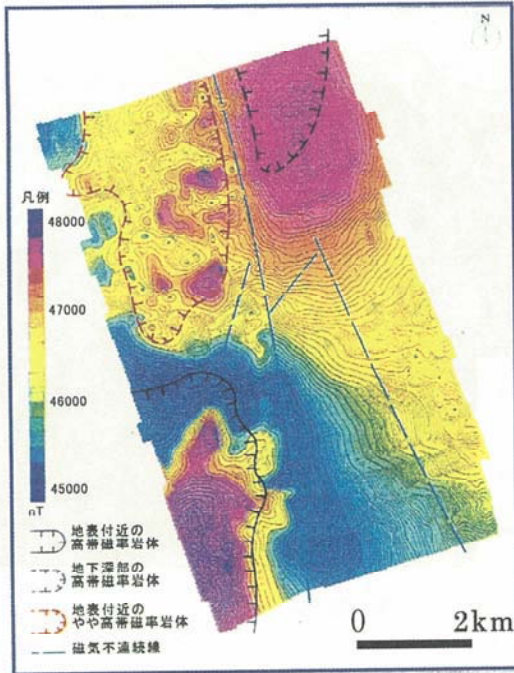 N
凡例
48000
47000
46000
45000
nT
地表付近の
高帯磁率岩体
地下深部の
高帯磁率岩体
地表付近の
やや高帯磁率岩体
磁気不連続線
0 2km